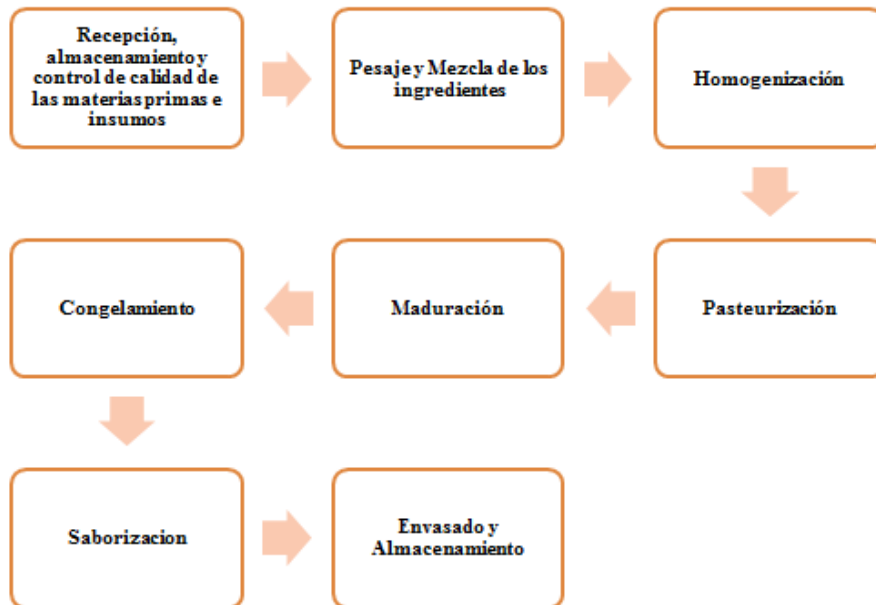 Recepción,
almacenamiento y
control de calidad de
las materias primas e
insumos
Pesaje y Mezcla de los
ingredientes
Homogenización
Pasteurización
Maduración
Congelamiento
Saborizacion
Envasado y
Almacenamiento